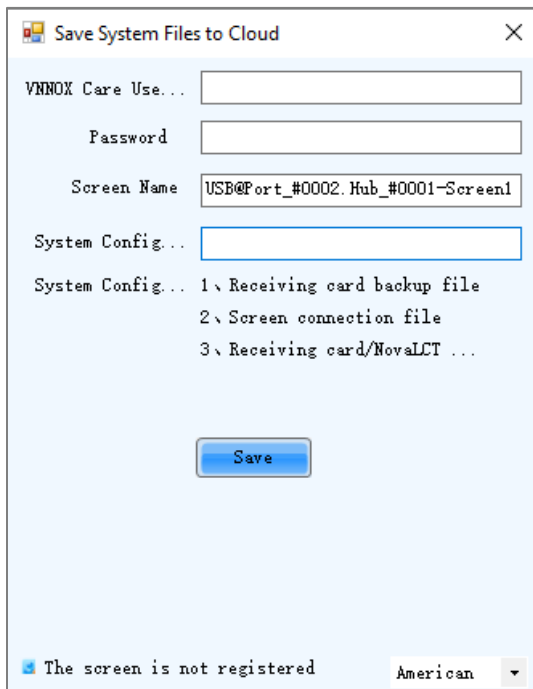 Save System Files to Cloud
VNNOX Care Use...
Password
Screen Name USB@Port_#0002.Hub_#0001-Screen1
System Config...
System Config... 1、Receiving card backup file
2、Screen connection file
3、Receiving card/NovaLCT ...
Save
The screen is not registered American